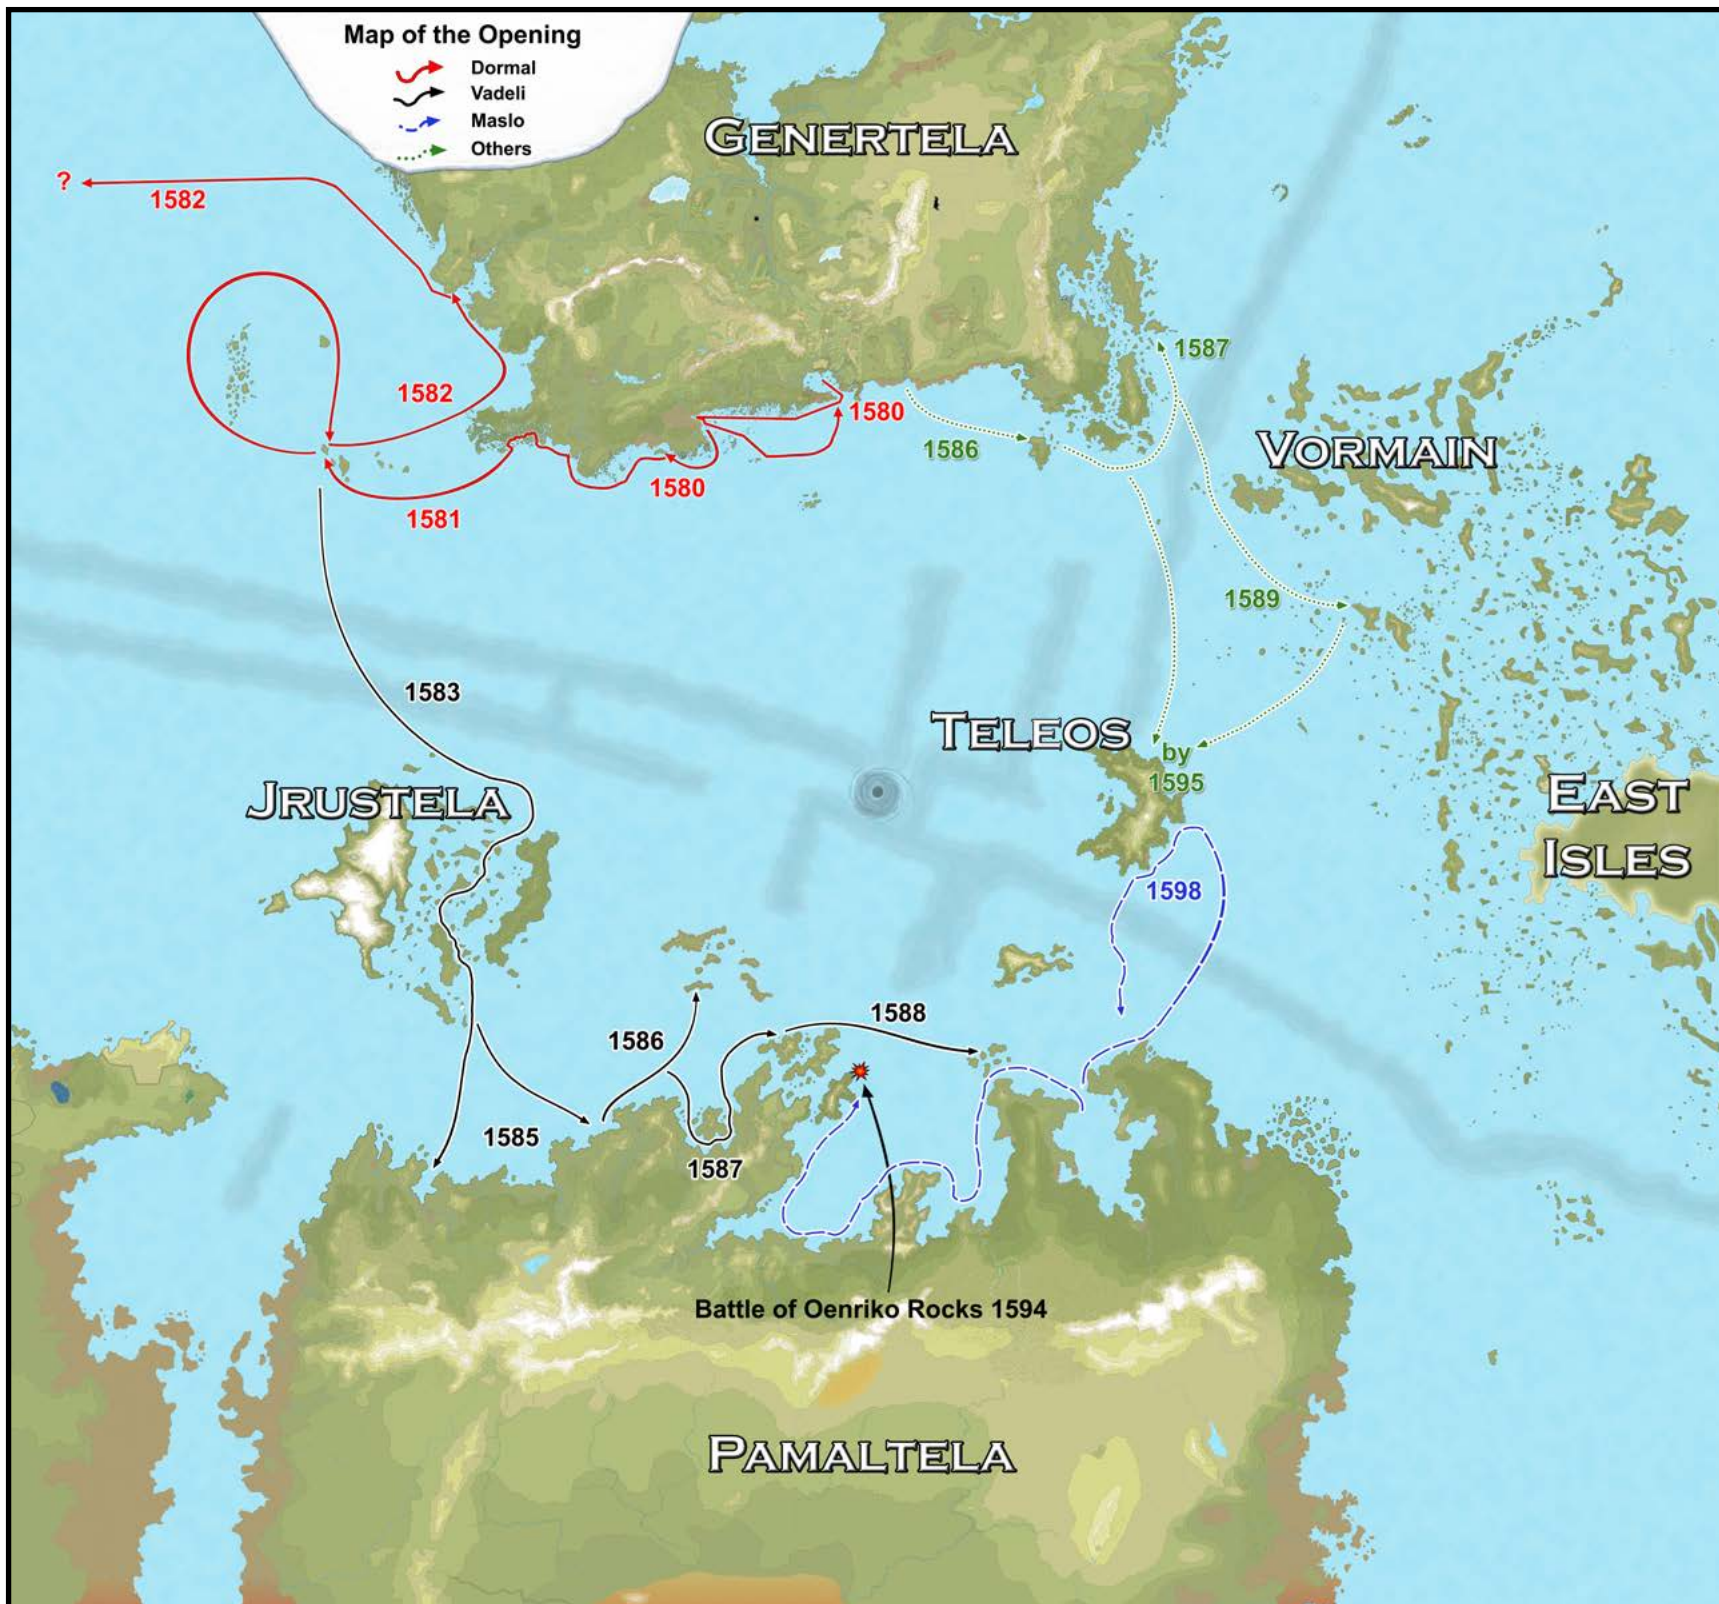 Map of the Opening
Dormal
Vadeli
Maslo
Others
GENERTELA
?
1582
1587
1582
1580
1586
VORMAIN
1580
1581
1589
1583
TELEOS
by
1595
JRUSTELA
EAST
ISLES
1598
1588
1586
1585
1587
Battle of Oenriko Rocks 1594
PAMALTELA